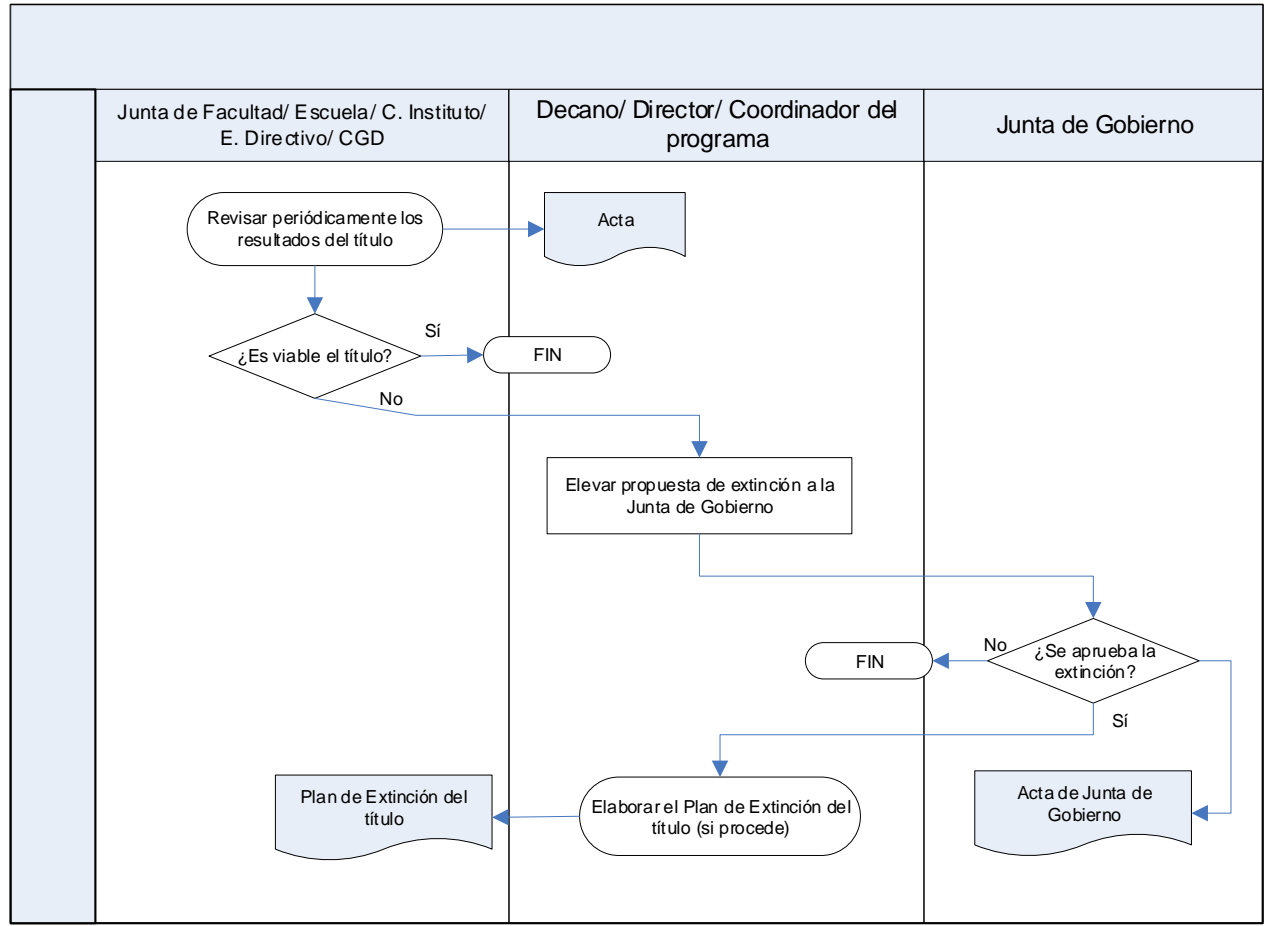 Junta de Facultad/ Escuela/ C. Instituto/
E. Directivo/ CGD
Decano/ Director/ Coordinador del
programa
Junta de Gobierno
Revisar periódicamente los
resultados del título
Acta
¿Es viable el título?
Sí
FIN
No
Elevar propuesta de extinción a la
Junta de Gobierno
¿Se aprueba la
extinción?
No
FIN
Sí
Plan de Extinción del
título
Elaborar el Plan de Extinción del
título (si procede)
Acta de Junta de
Gobierno